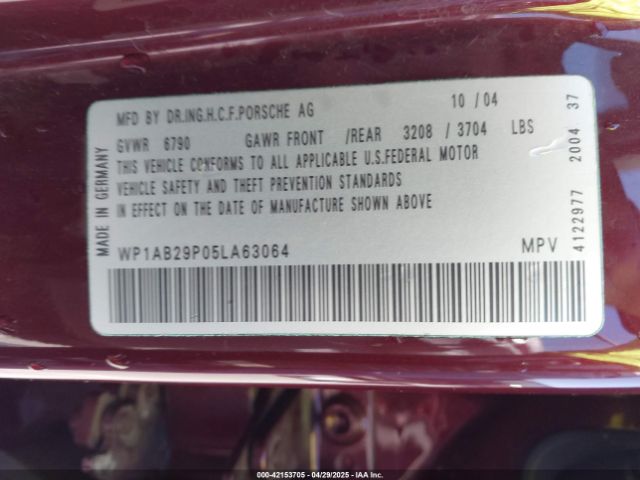 MFD BY DR.ING.H.C.F.PORSCHE AG 10/04
GVWR 6790 GAWR FRONT /REAR 3208 / 3704 LBS
THIS VEHICLE CONFORMS TO ALL APPLICABLE U.S.FEDERAL MOTOR
VEHICLE SAFETY AND THEFT PREVENTION STANDARDS
IN EFFECT ON THE DATE OF MANUFACTURE SHOWN ABOVE
WP1AB29P05LA63064 MPV
MADE IN GERMANY
4122977 2004 37
000-42153705 - 04/29/2025 - IAA Inc.